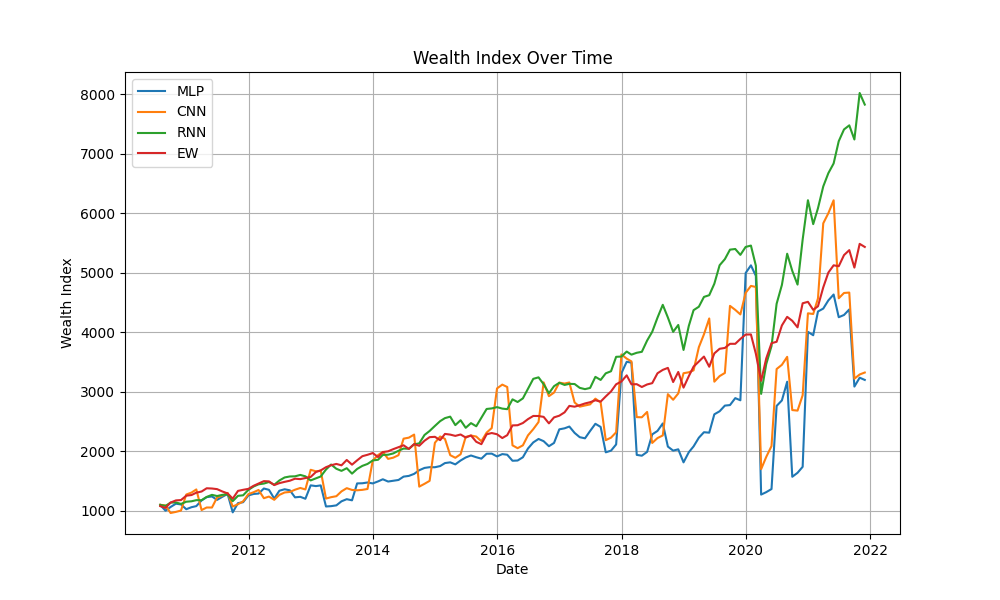 Wealth Index Over Time
MLP
CNN
RNN
EW
8000
7000
6000
5000
4000
3000
2000
1000
Wealth Index
2012 2014 2016 2018 2020 2022
Date